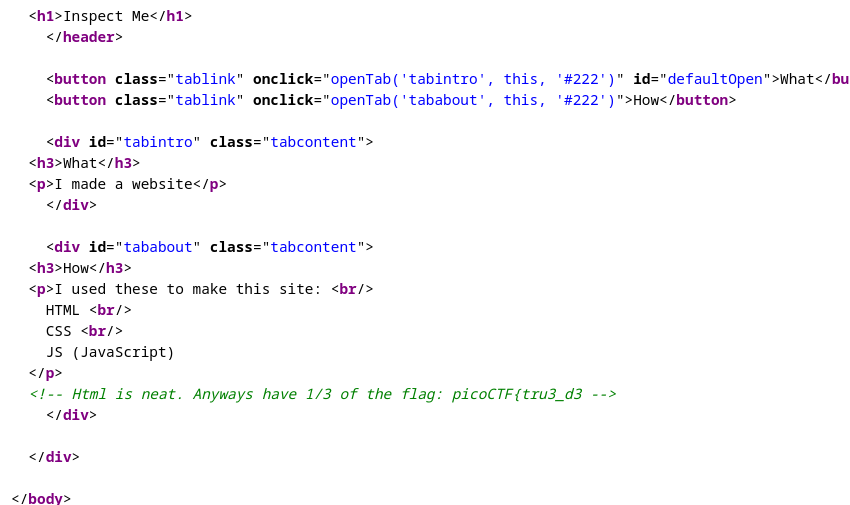 <h1>Inspect Me</h1>
</header>
<button class="tablink" onclick="openTab('tabintro', this, '#222')" id="defaultOpen">What</bu
<button class="tablink" onclick="openTab('tababout', this, '#222')">How</button>
<div id="tabintro" class="tabcontent">
<h3>What</h3>
<p>I made a website</p>
</div>
<div id="tababout" class="tabcontent">
<h3>How</h3>
<p>I used these to make this site: <br/>
HTML <br/>
CSS <br/>
JS (JavaScript)
</p>
<!-- Html is neat. Anyways have 1/3 of the flag: picoCTF{tru3_d3 -->
</div>
</div>
</body>